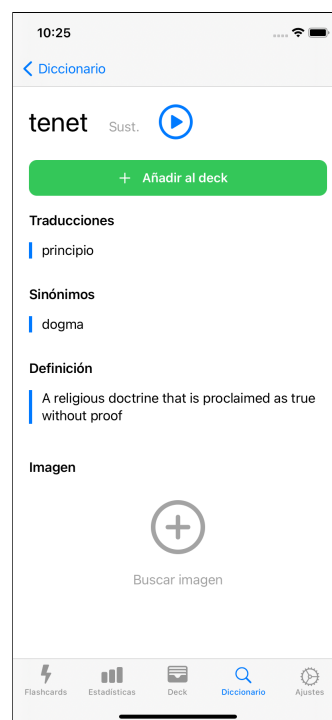 10:25
Diccionario
tenet Sust.
+ Añadir al deck
Traducciones
principio
Sinónimos
dogma
Definición
A religious doctrine that is proclaimed as true
without proof
Imagen
Buscar imagen
Flashcards Estadísticas Deck Diccionario Ajustes